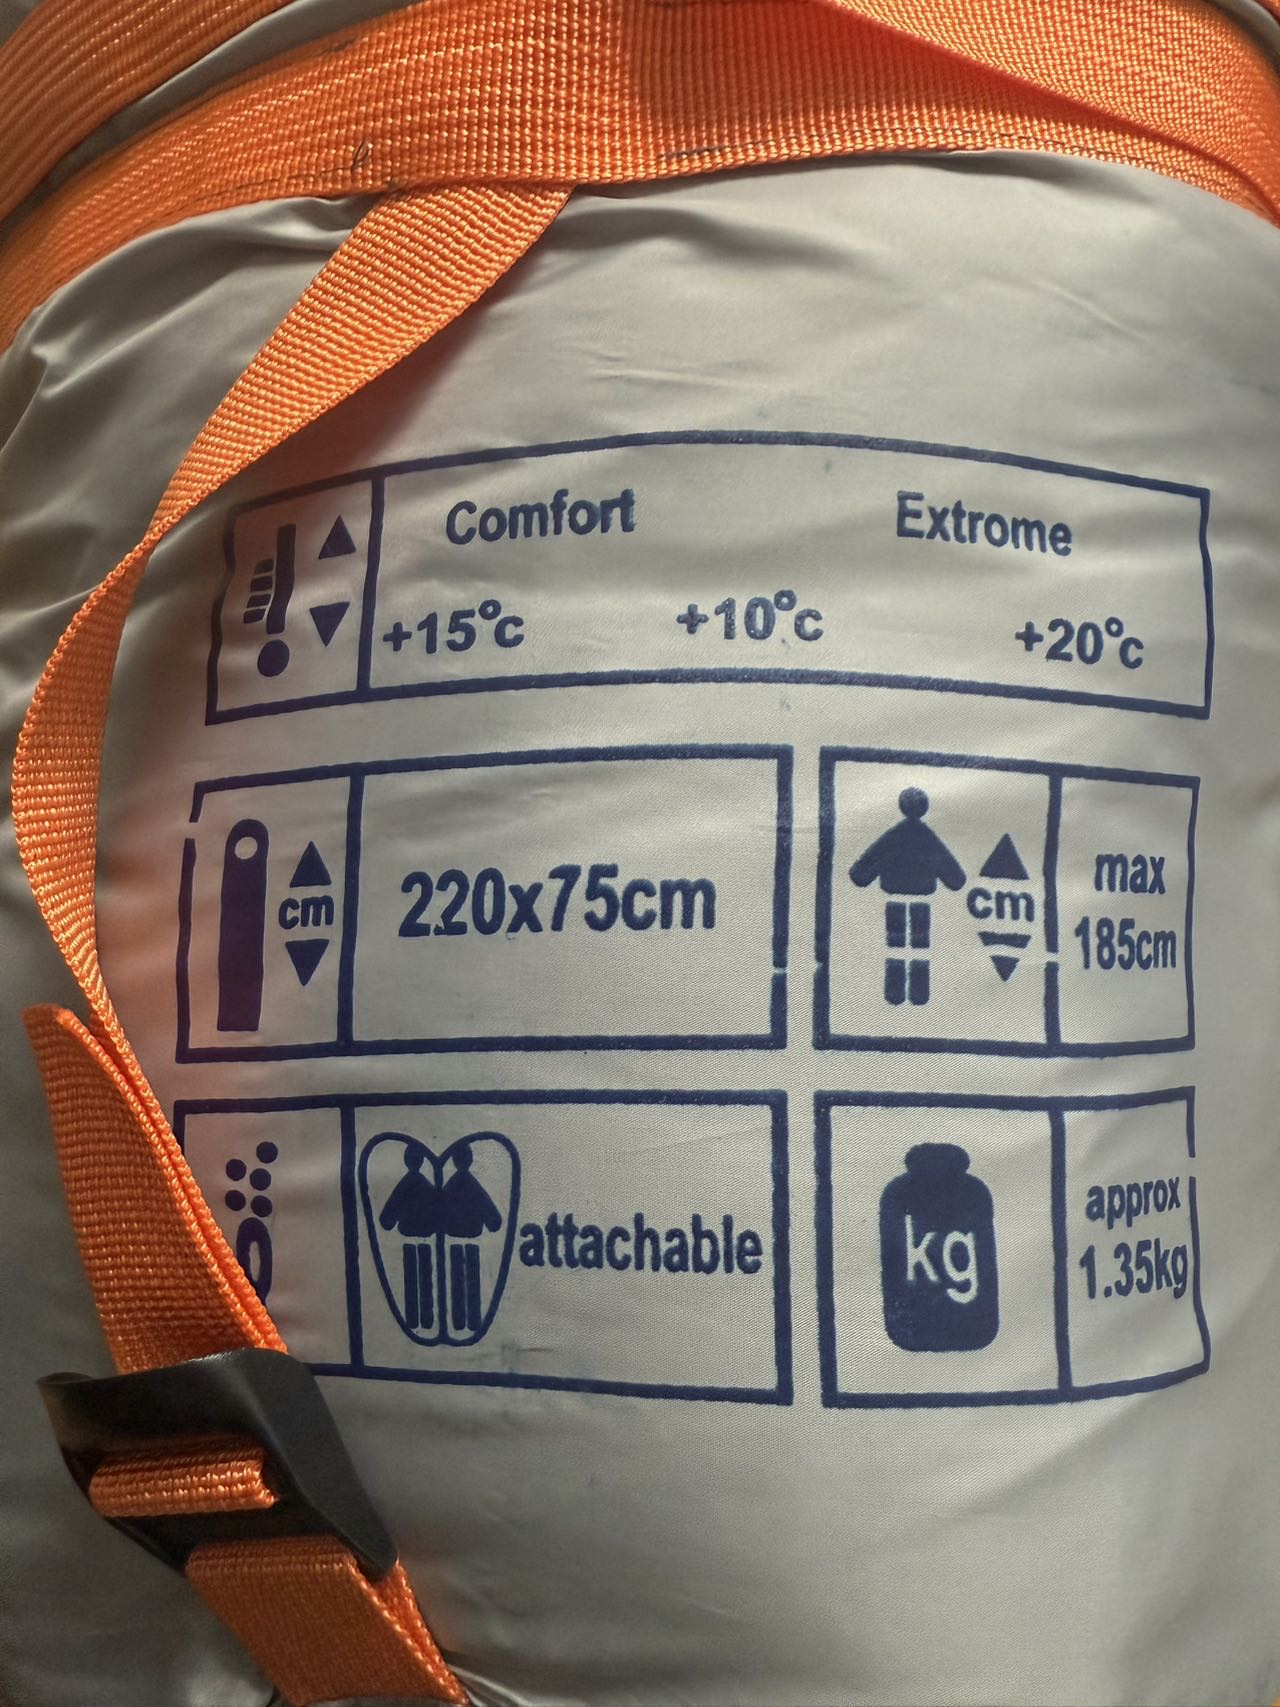 Comfort Extrome
+15°c +10°c +20°c
cm
220x75cm
cm
max
185cm
attachable
kg
approx
1.35kg